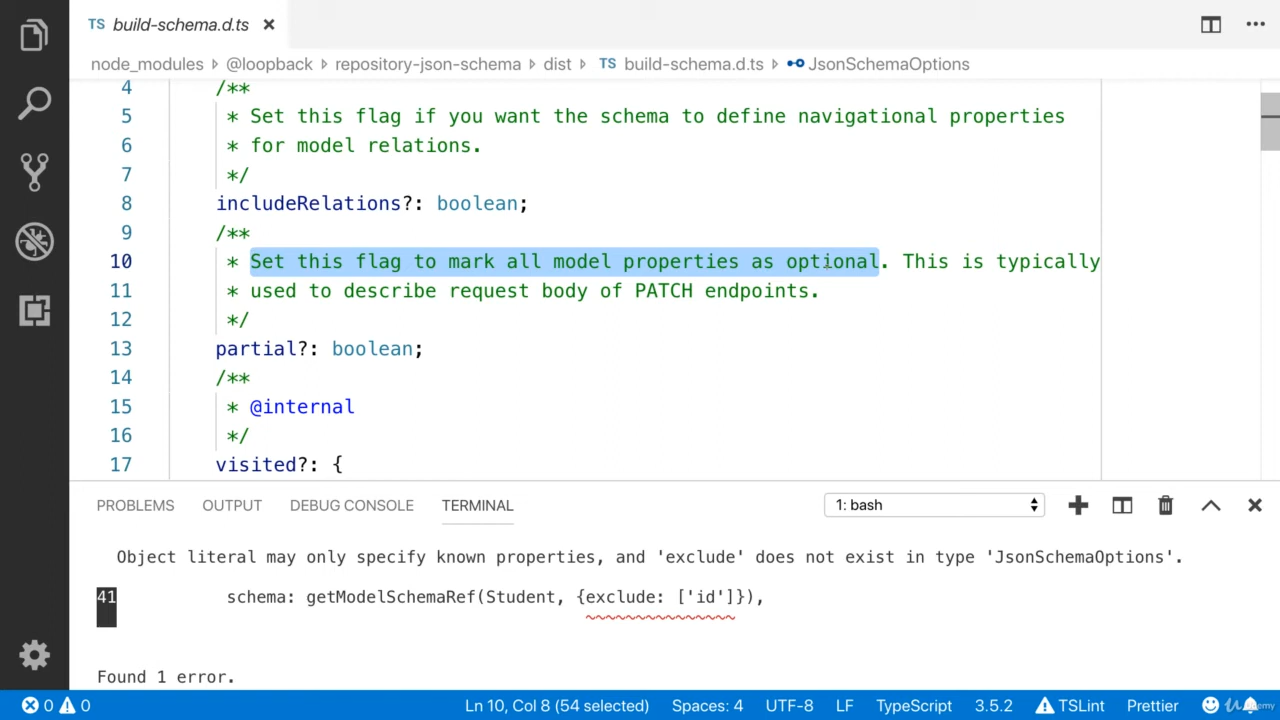 TS build-schema.d.ts ×
node_modules @loopback repository-json-schema dist TS build-schema.d.ts JsonSchemaOptions
4 /**
5 * Set this flag if you want the schema to define navigational properties
6 * for model relations.
7 */
8 includeRelations?: boolean;
9 /**
10 * Set this flag to mark all model properties as optional. This is typically
11 * used to describe request body of PATCH endpoints.
12 */
13 partial?: boolean;
14 /**
15 * @internal
16 */
17 visited?: {
PROBLEMS OUTPUT DEBUG CONSOLE TERMINAL 1: bash
Object literal may only specify known properties, and 'exclude' does not exist in type 'JsonSchemaOptions'.
41 schema: getModelSchemaRef(Student, {exclude: ['id']}),
Found 1 error.
0 0 Ln 10, Col 8 (54 selected) Spaces: 4 UTF-8 LF TypeScript 3.5.2 TSLint Prettier